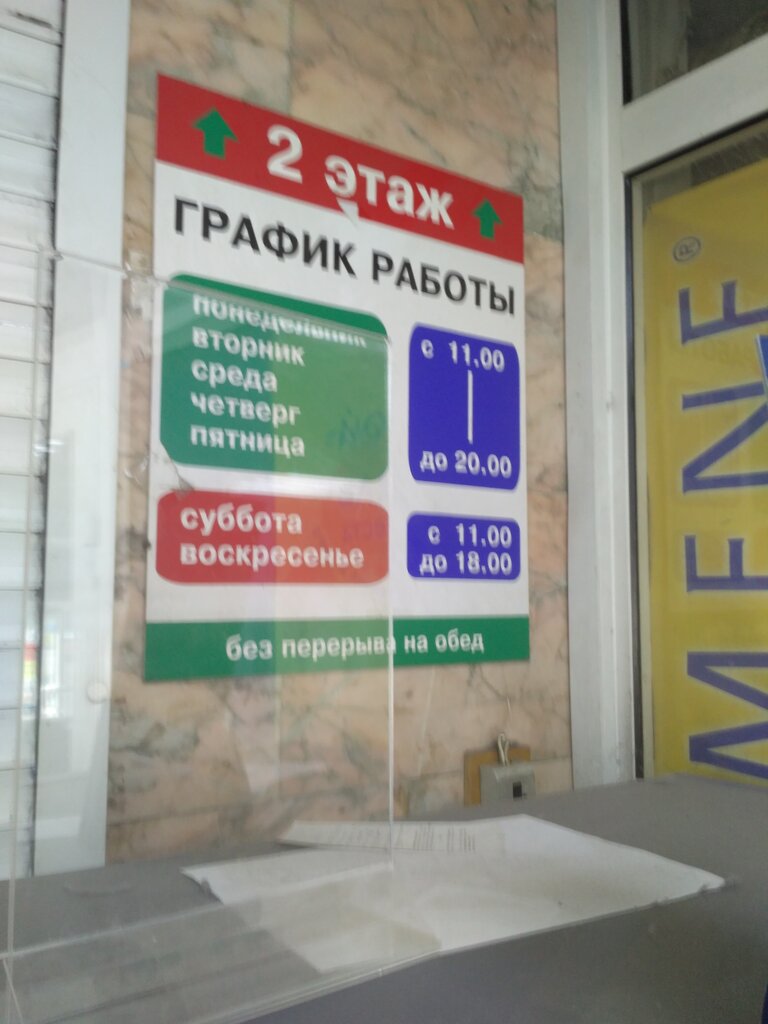 2 этаж
ГРАФИК РАБОТЫ
понедельник
вторник
среда
четверг
пятница
с 11.00
до 20.00
суббота
воскресенье
с 11.00
до 18.00
без перерыва на обед
MENE
®